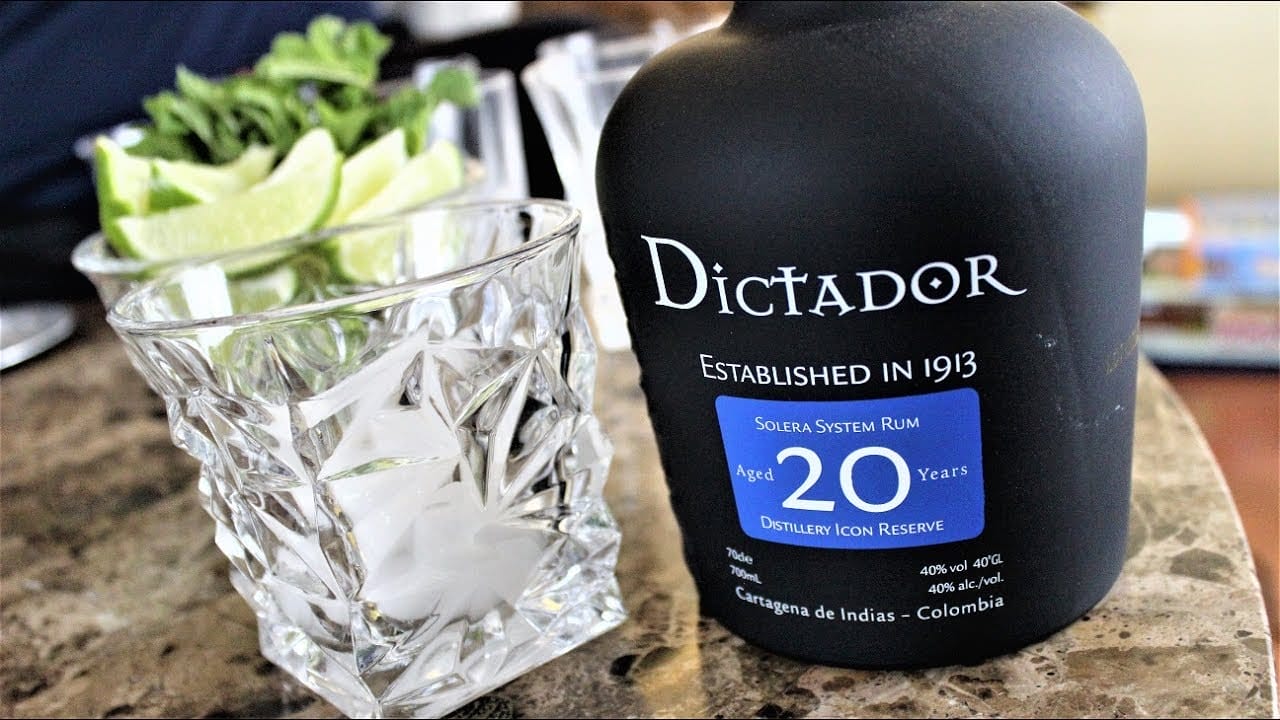 DICTADOR
ESTABLISHED IN 1913
SOLERA SYSTEM RUM
Aged 20 Years
DISTILLERY ICON RESERVE
70cl℮
700mL
40% vol 40°GL
40% alc./vol.
Cartagena de Indias – Colombia